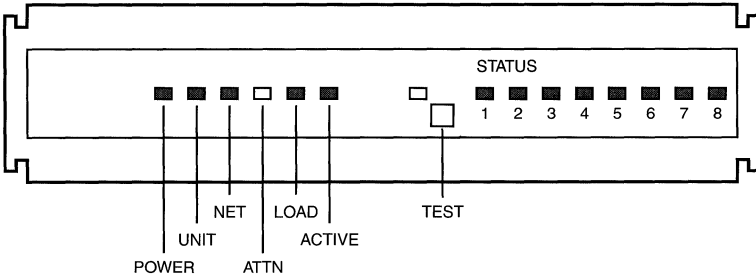 STATUS
1 2 3 4 5 6 7 8
NET LOAD TEST
UNIT ACTIVE
POWER ATTN